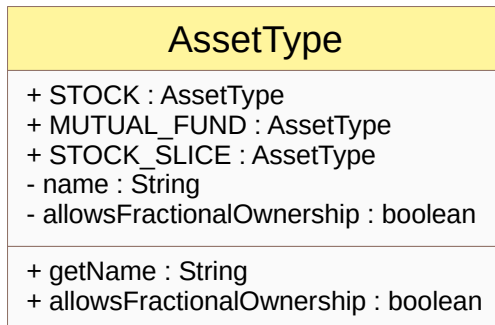 AssetType
+ STOCK : AssetType
+ MUTUAL_FUND : AssetType
+ STOCK_SLICE : AssetType
- name : String
- allowsFractionalOwnership : boolean
+ getName : String
+ allowsFractionalOwnership : boolean